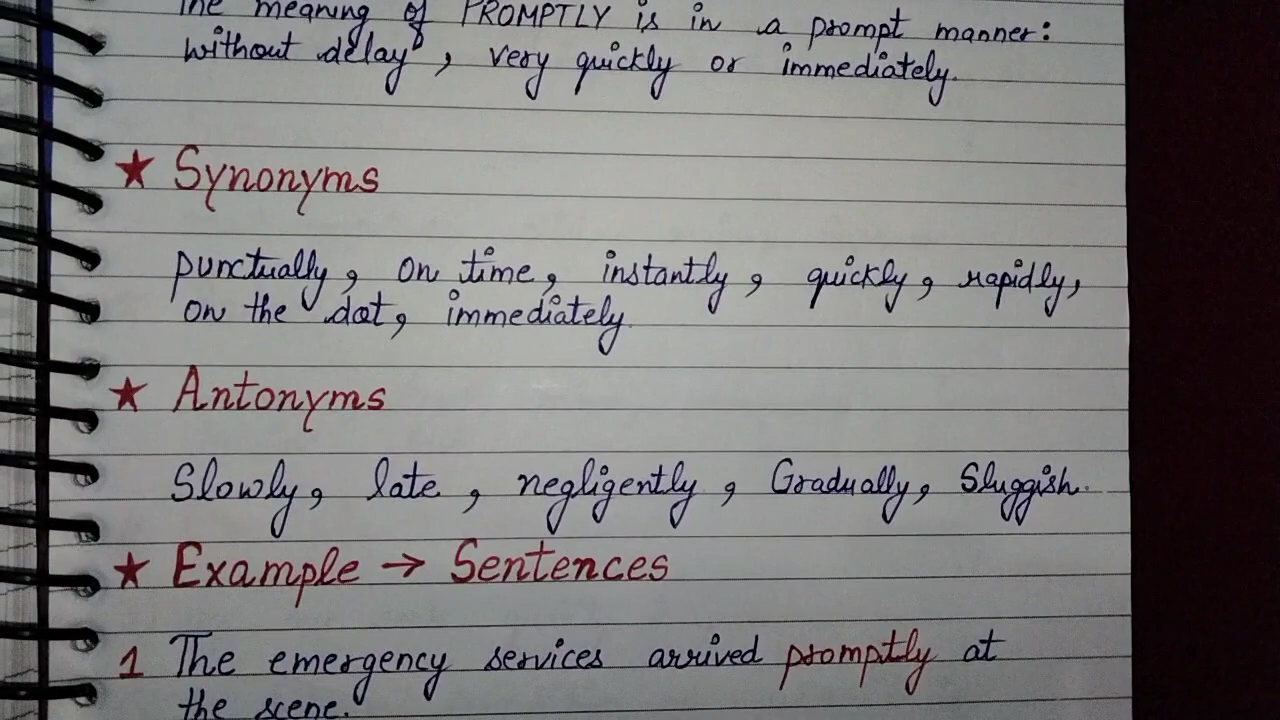 The meaning of PROMPTLY is in a prompt manner:
without delay, very quickly or immediately.
★ Synonyms
punctually, on time, instantly, quickly, rapidly,
on the dot, immediately.
★ Antonyms
Slowly, late, negligently, Gradually, Sluggish.
★ Example → Sentences
1 The emergency services arrived promptly at
the scene.